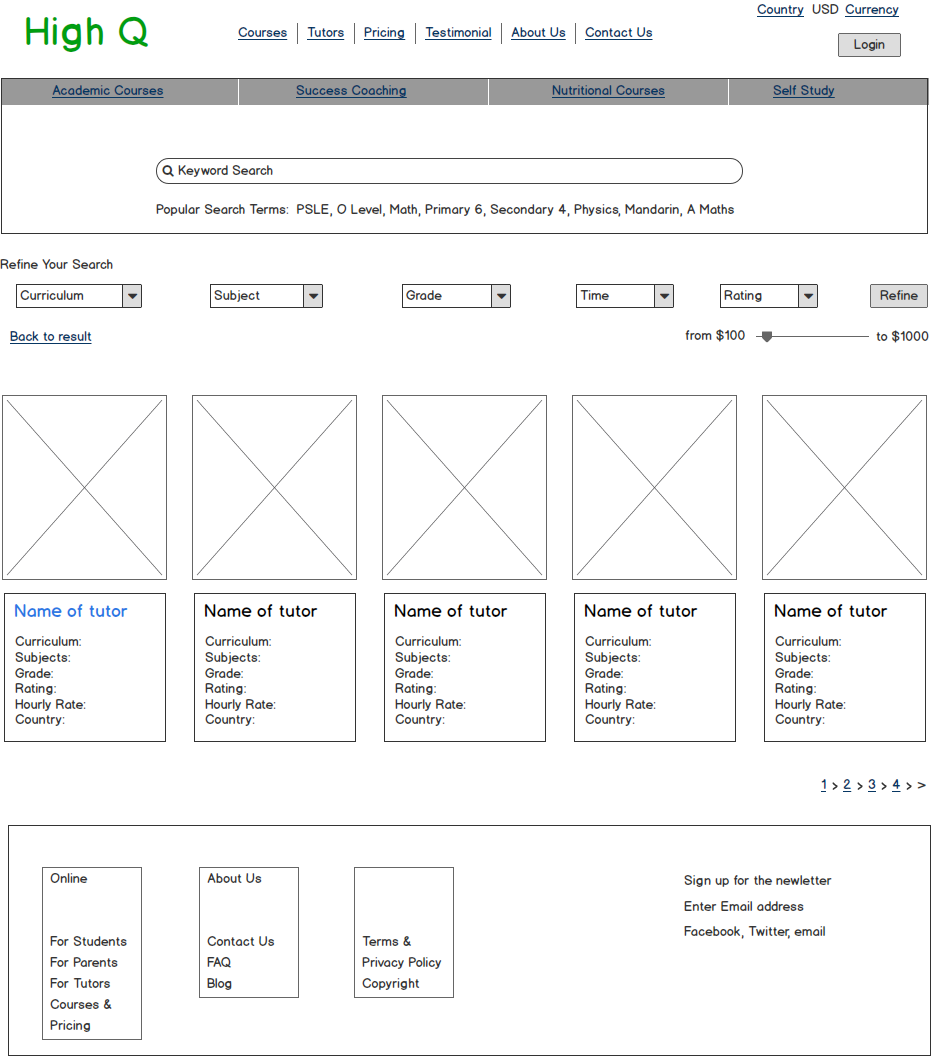 Country USD Currency
High Q
Courses Tutors Pricing Testimonial About Us Contact Us
Login
Academic Courses Success Coaching Nutritional Courses Self Study
Keyword Search
Popular Search Terms: PSLE, O Level, Math, Primary 6, Secondary 4, Physics, Mandarin, A Maths
Refine Your Search
Curriculum Subject Grade Time Rating Refine
Back to result from $100 to $1000
Name of tutor
Curriculum:
Subjects:
Grade:
Rating:
Hourly Rate:
Country:
Name of tutor
Curriculum:
Subjects:
Grade:
Rating:
Hourly Rate:
Country:
Name of tutor
Curriculum:
Subjects:
Grade:
Rating:
Hourly Rate:
Country:
Name of tutor
Curriculum:
Subjects:
Grade:
Rating:
Hourly Rate:
Country:
Name of tutor
Curriculum:
Subjects:
Grade:
Rating:
Hourly Rate:
Country:
1 > 2 > 3 > 4 > >
Online
For Students
For Parents
For Tutors
Courses &
Pricing
About Us
Contact Us
FAQ
Blog
Terms &
Privacy Policy
Copyright
Sign up for the newletter
Enter Email address
Facebook, Twitter, email